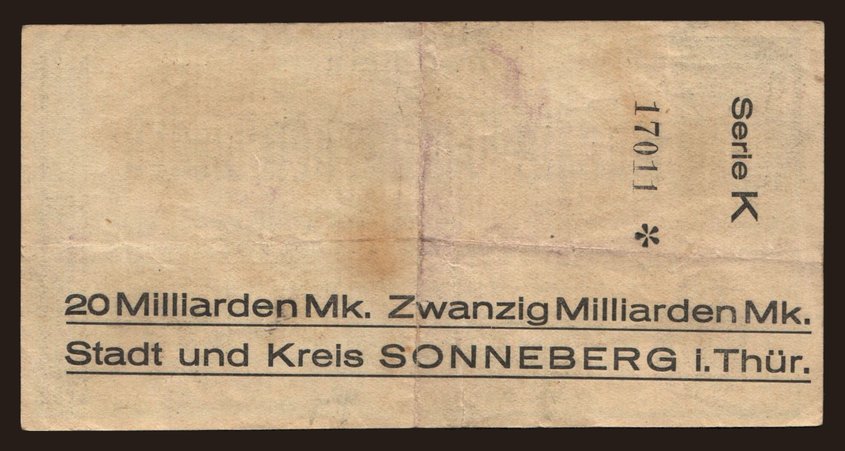 Serie K
17011 *
20 Milliarden Mk. Zwanzig Milliarden Mk.
Stadt und Kreis SONNEBERG i. Thür.